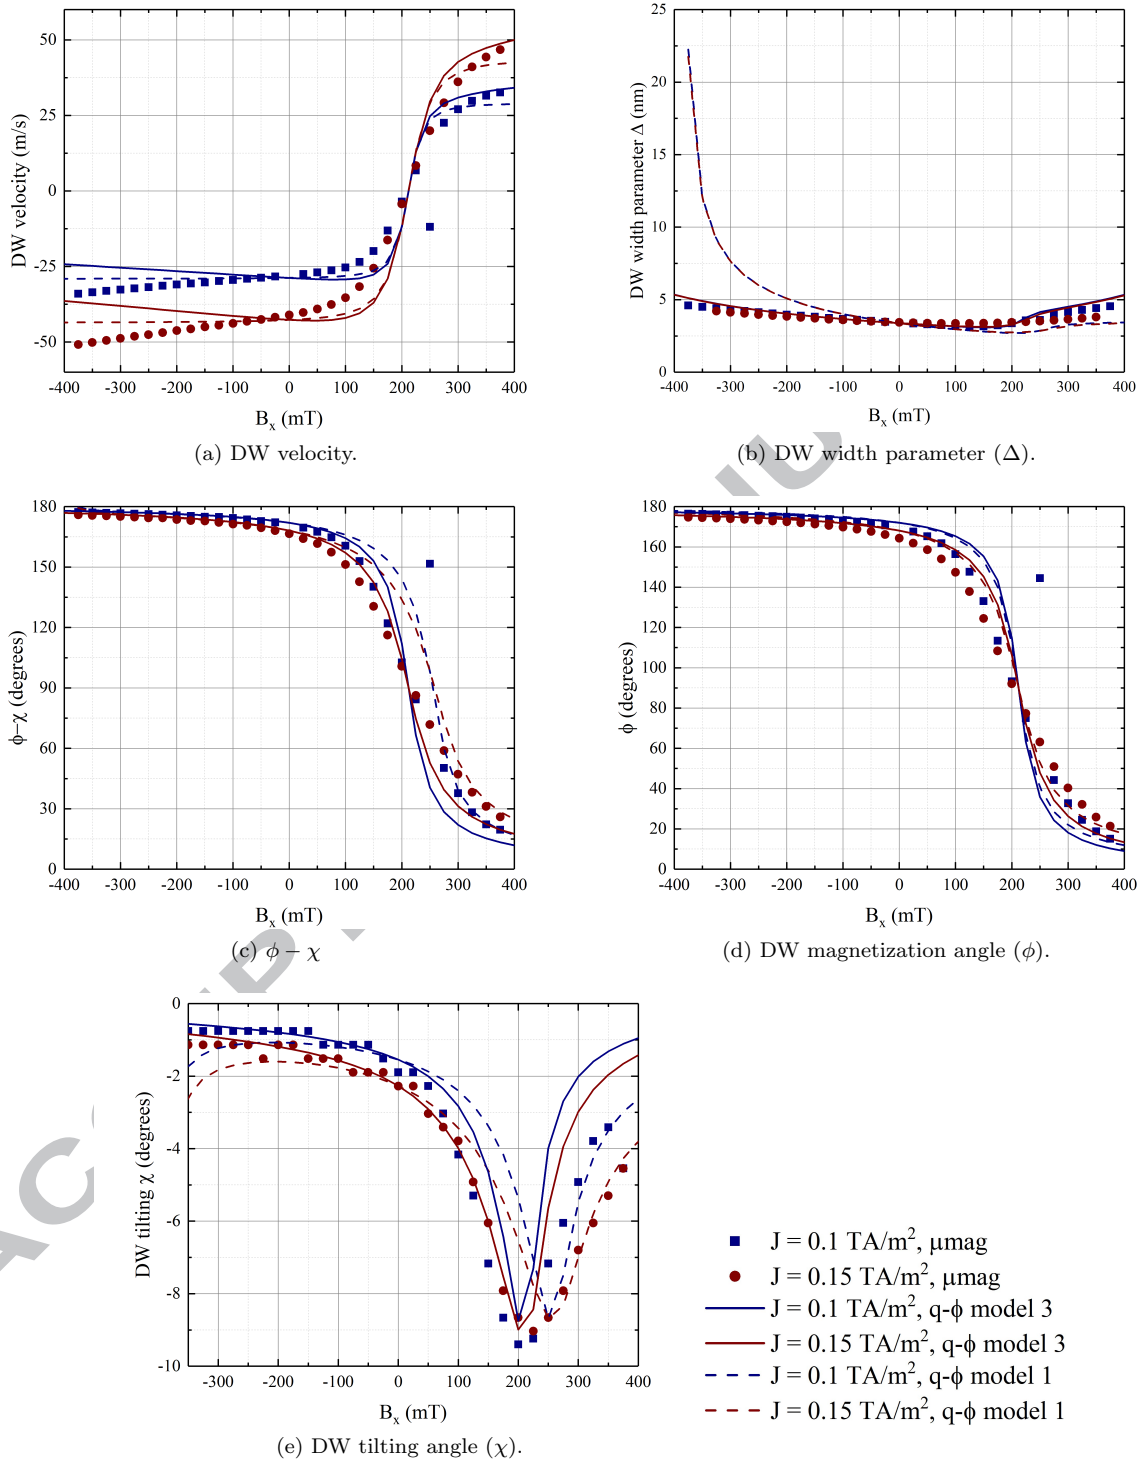 50
25
0
-25
-50
DW velocity (m/s)
-400 -300 -200 -100 0 100 200 300 400
Bx (mT)
(a) DW velocity.
25
20
15
10
5
0
DW width parameter Δ (nm)
-400 -300 -200 -100 0 100 200 300 400
Bx (mT)
(b) DW width parameter (Δ).
180
150
120
90
60
30
0
ϕ−χ (degrees)
-400 -300 -200 -100 0 100 200 300 400
Bx (mT)
(c) ϕ − χ
180
160
140
120
100
80
60
40
20
0
ϕ (degrees)
-400 -300 -200 -100 0 100 200 300 400
Bx (mT)
(d) DW magnetization angle (ϕ).
0
-2
-4
-6
-8
-10
DW tilting χ (degrees)
-300 -200 -100 0 100 200 300 400
Bx (mT)
(e) DW tilting angle (χ).
J = 0.1 TA/m², μmag
J = 0.15 TA/m², μmag
J = 0.1 TA/m², q-ϕ model 3
J = 0.15 TA/m², q-ϕ model 3
J = 0.1 TA/m², q-ϕ model 1
J = 0.15 TA/m², q-ϕ model 1